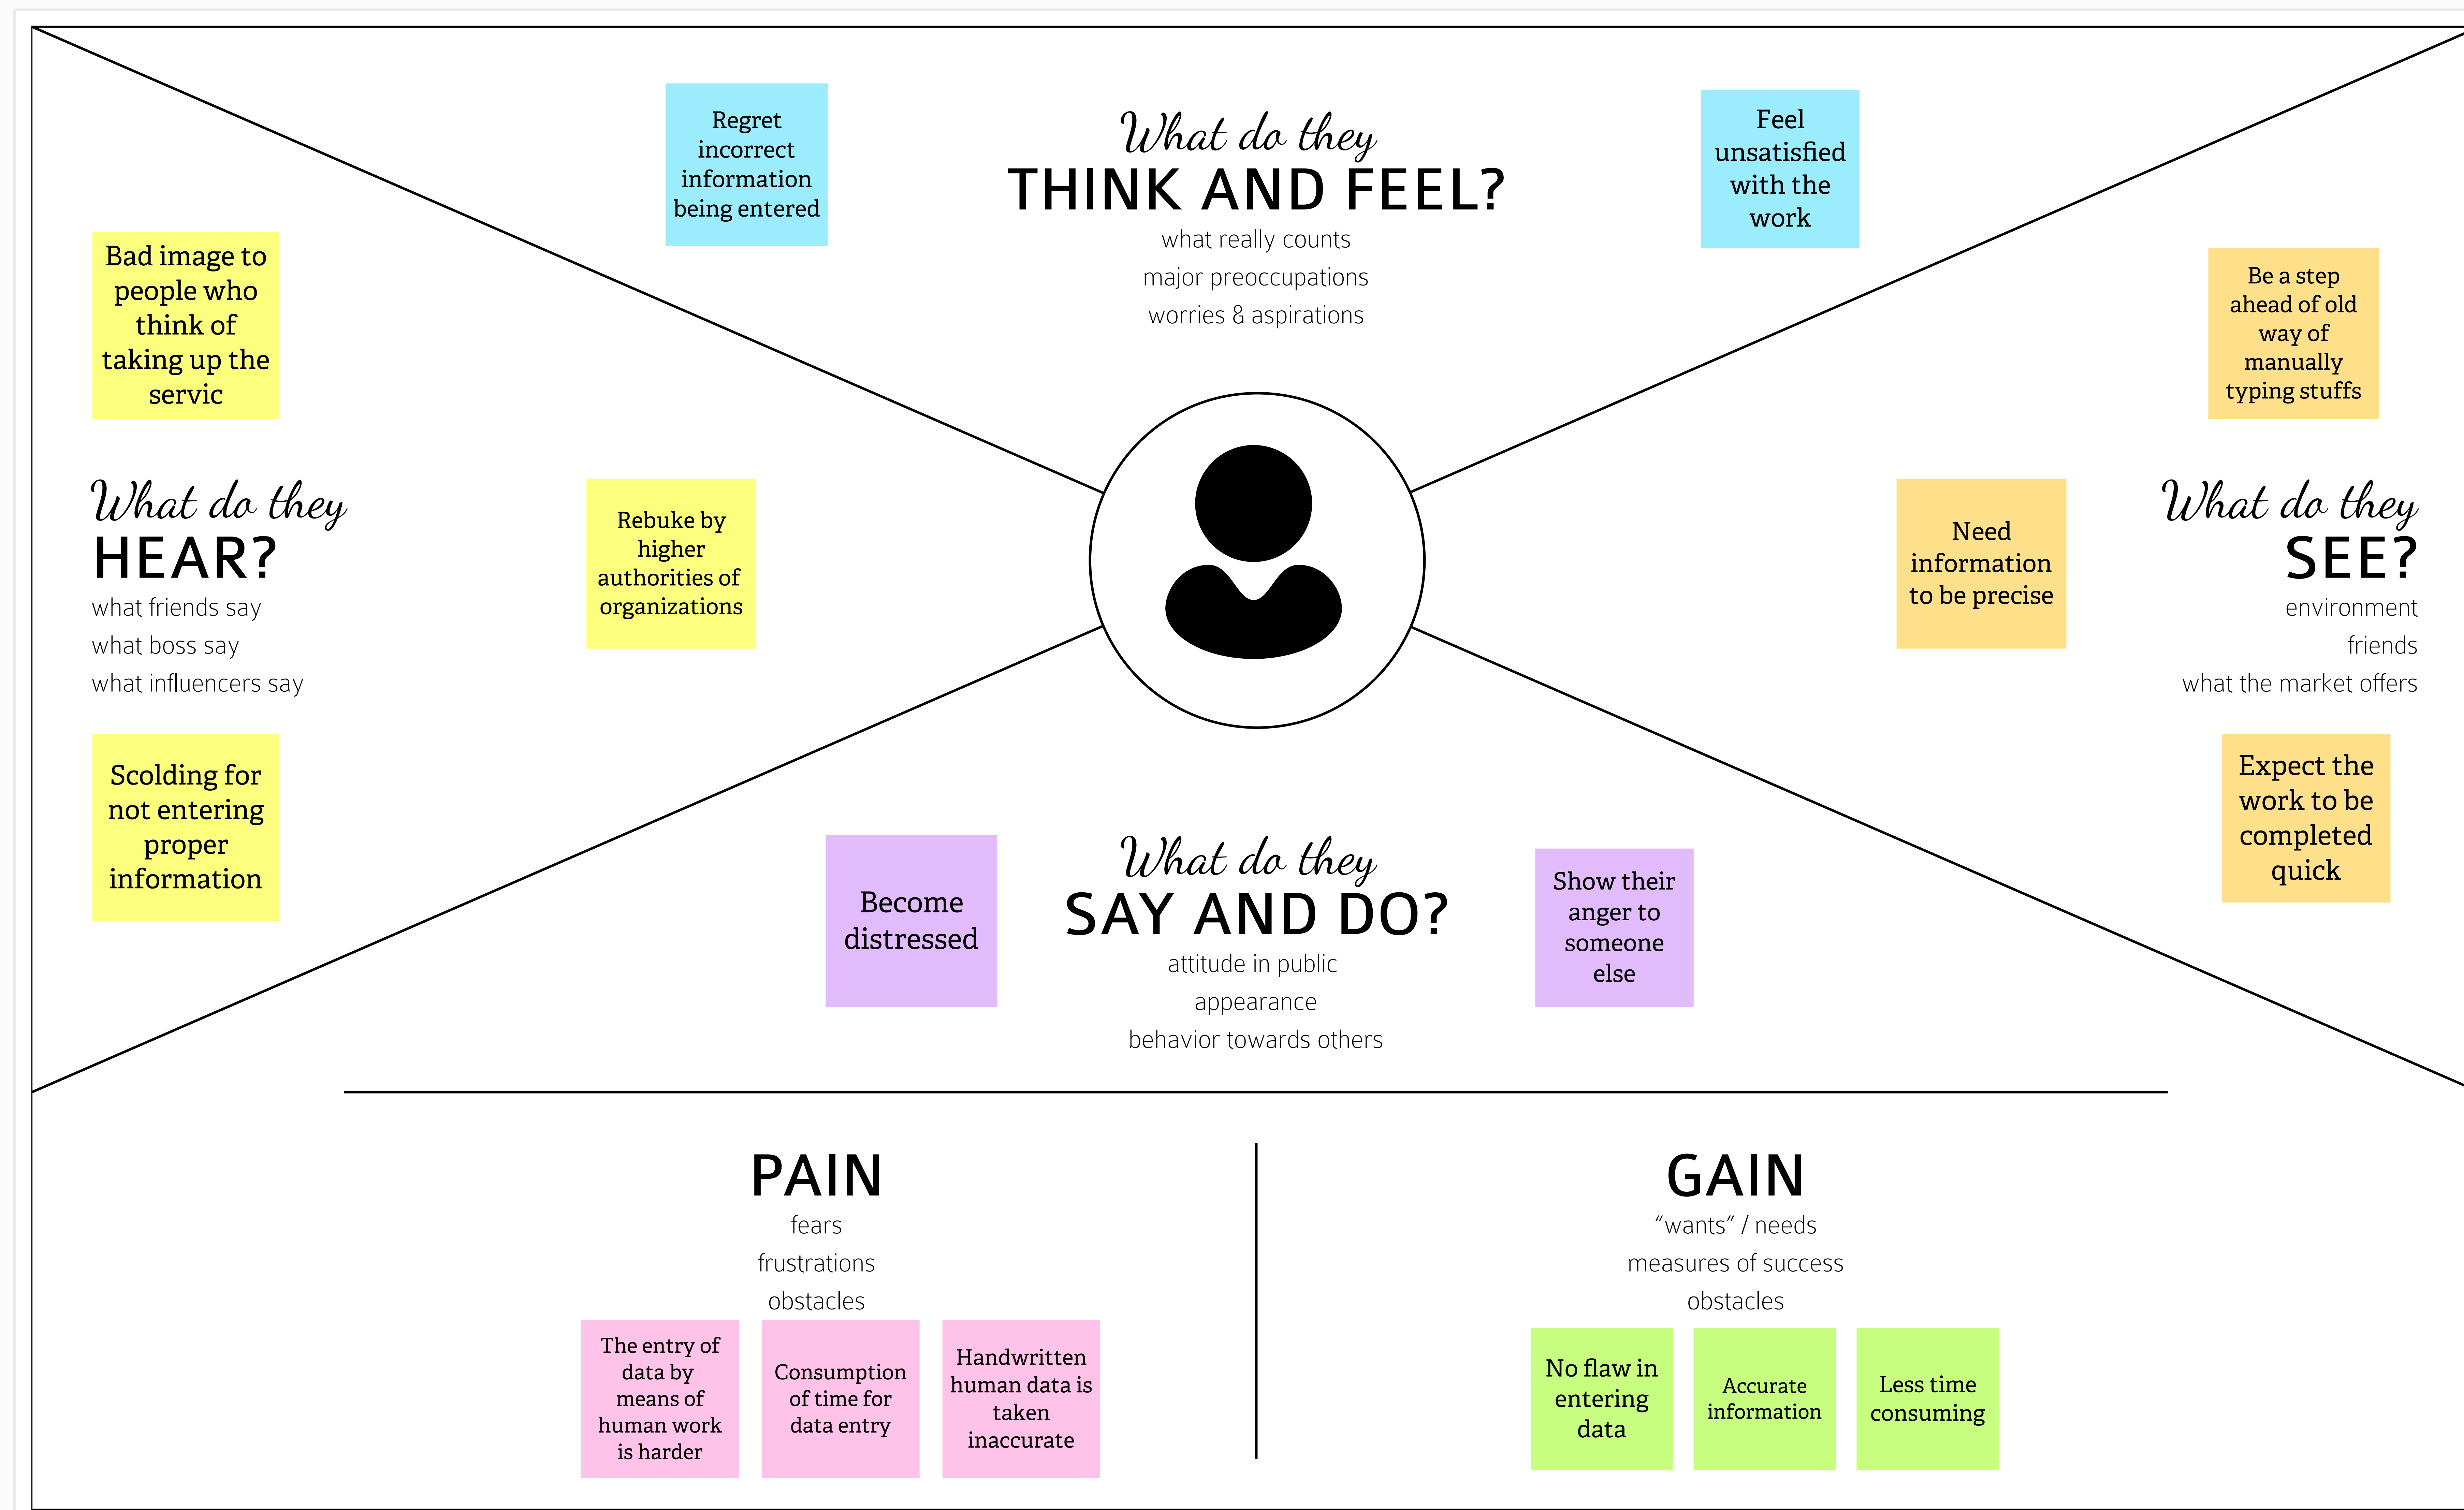 Regret
incorrect
information
being entered
What do they
THINK AND FEEL?
what really counts
major preoccupations
worries & aspirations
Feel
unsatisfied
with the
work
Bad image to
people who
think of
taking up the
servic
What do they
HEAR?
what friends say
what boss say
what influencers say
Rebuke by
higher
authorities of
organizations
Scolding for
not entering
proper
information
Be a step
ahead of old
way of
manually
typing stuffs
Need
information
to be precise
What do they
SEE?
environment
friends
what the market offers
Expect the
work to be
completed
quick
Become
distressed
What do they
SAY AND DO?
attitude in public
appearance
behavior towards others
Show their
anger to
someone
else
PAIN
fears
frustrations
obstacles
The entry of
data by
means of
human work
is harder
Consumption
of time for
data entry
Handwritten
human data is
taken
inaccurate
GAIN
“wants” / needs
measures of success
obstacles
No flaw in
entering
data
Accurate
information
Less time
consuming